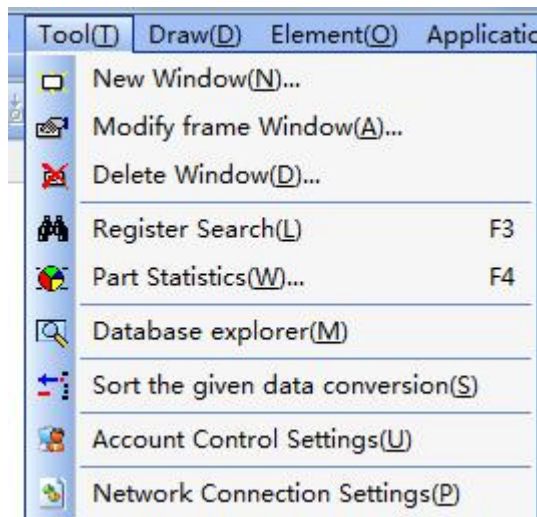 Tool(T) Draw(D) Element(O) Applicatio
New Window(N)...
Modify frame Window(A)...
Delete Window(D)...
Register Search(L) F3
Part Statistics(W)... F4
Database explorer(M)
Sort the given data conversion(S)
Account Control Settings(U)
Network Connection Settings(P)